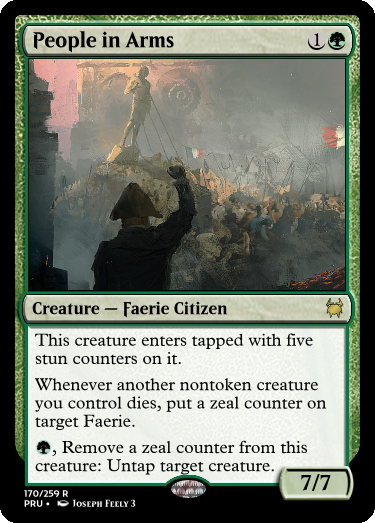 People in Arms 1
Creature — Faerie Citizen
This creature enters tapped with five
stun counters on it.
Whenever another nontoken creature
you control dies, put a zeal counter on
target Faerie.
, Remove a zeal counter from this
creature: Untap target creature.
7/7
170/259 R
PRU • Joseph Feely 3